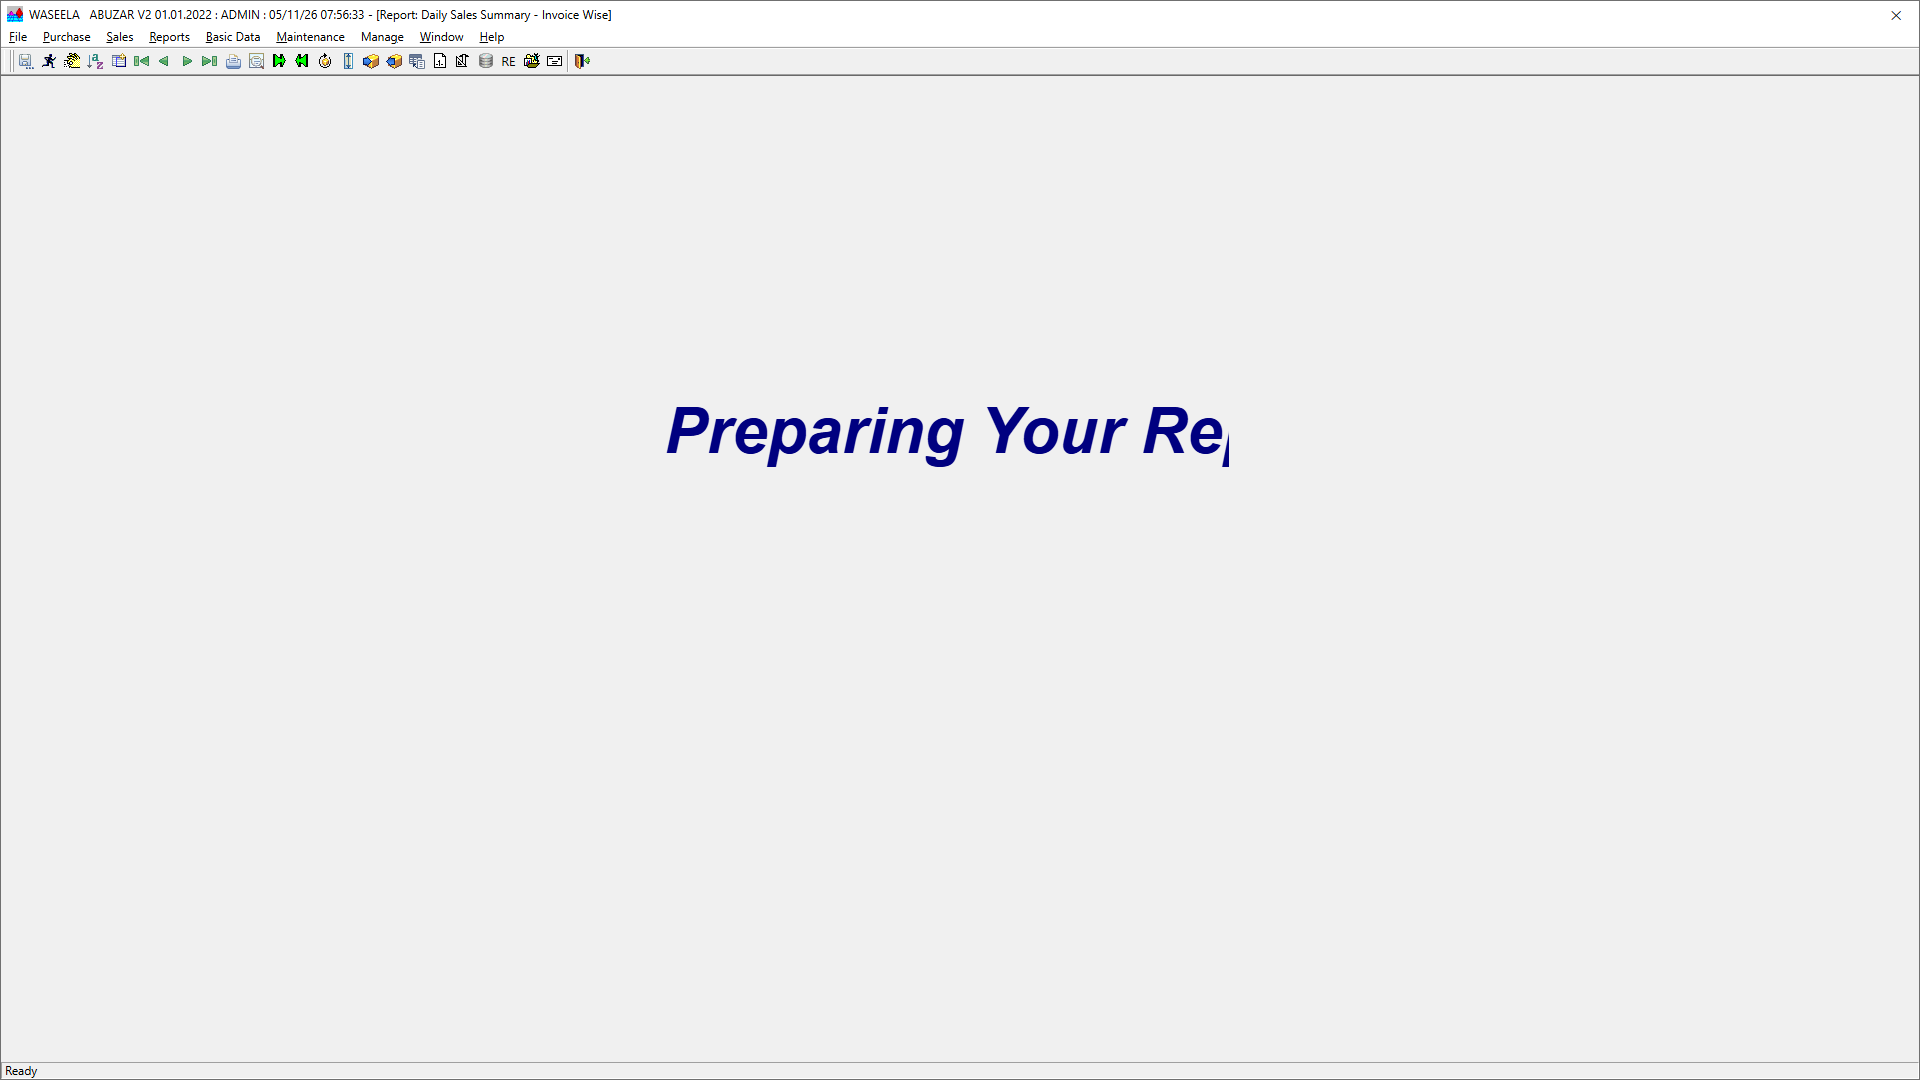 WASEELA ABUZAR V2 01.01.2022 : ADMIN : 05/11/26 07:56:33 - [Report: Daily Sales Summary - Invoice Wise]
File Purchase Sales Reports Basic Data Maintenance Manage Window Help
RE
Preparing Your Rep
Ready